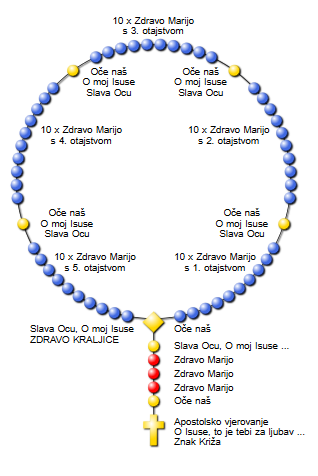 10 x Zdravo Marijo
s 3. otajstvom
Oče naš
O moj Isuse
Slava Ocu
Oče naš
O moj Isuse
Slava Ocu
10 x Zdravo Marijo
s 4. otajstvom
10 x Zdravo Marijo
s 2. otajstvom
Oče naš
O moj Isuse
Slava Ocu
Oče naš
O moj Isuse
Slava Ocu
10 x Zdravo Marijo
s 5. otajstvom
10 x Zdravo Marijo
s 1. otajstvom
Slava Ocu, O moj Isuse
ZDRAVO KRALJICE
Oče naš
Slava Ocu, O moj Isuse ...
Zdravo Marijo
Zdravo Marijo
Zdravo Marijo
Oče naš
Apostolsko vjerovanje
O Isuse, to je tebi za ljubav ...
Znak Križa